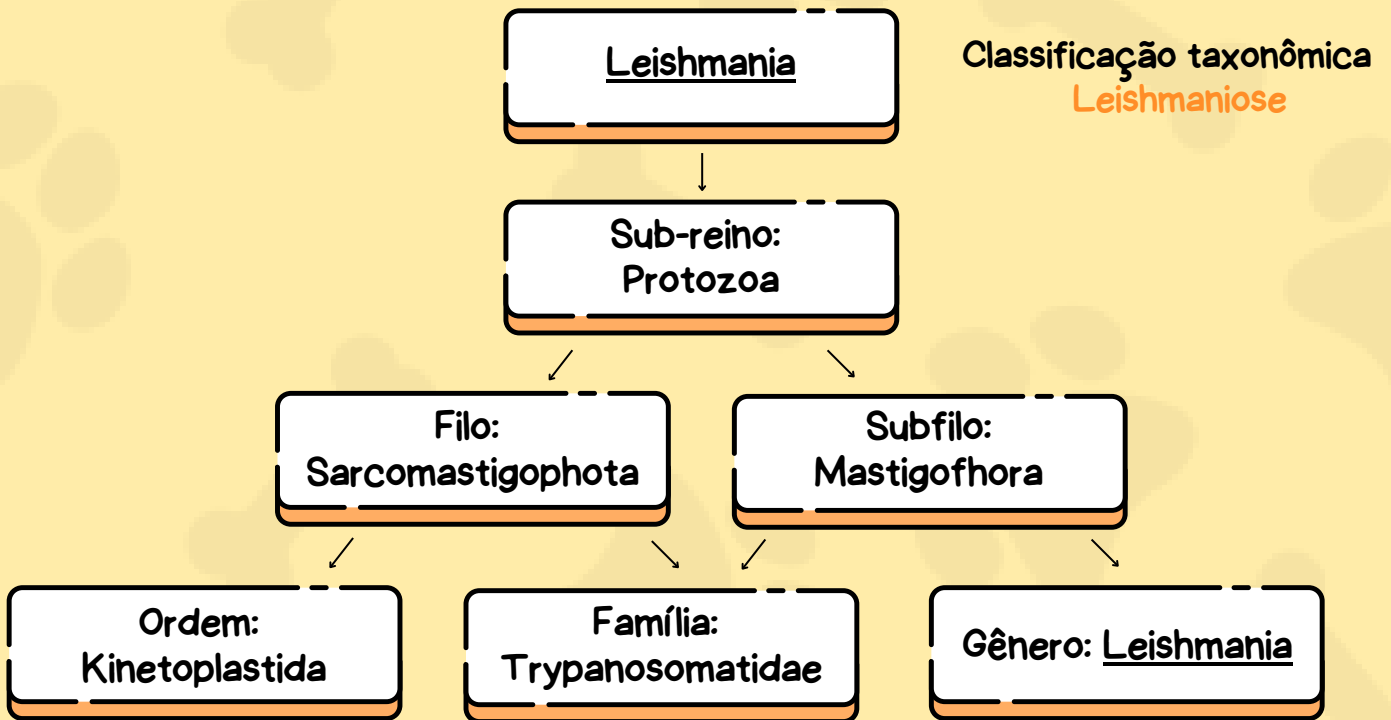 Leishmania
Classificação taxonômica
Leishmaniose
Sub-reino:
Protozoa
Filo:
Sarcomastigophota
Subfilo:
Mastigofhora
Ordem:
Kinetoplastida
Família:
Trypanosomatidae
Gênero: Leishmania